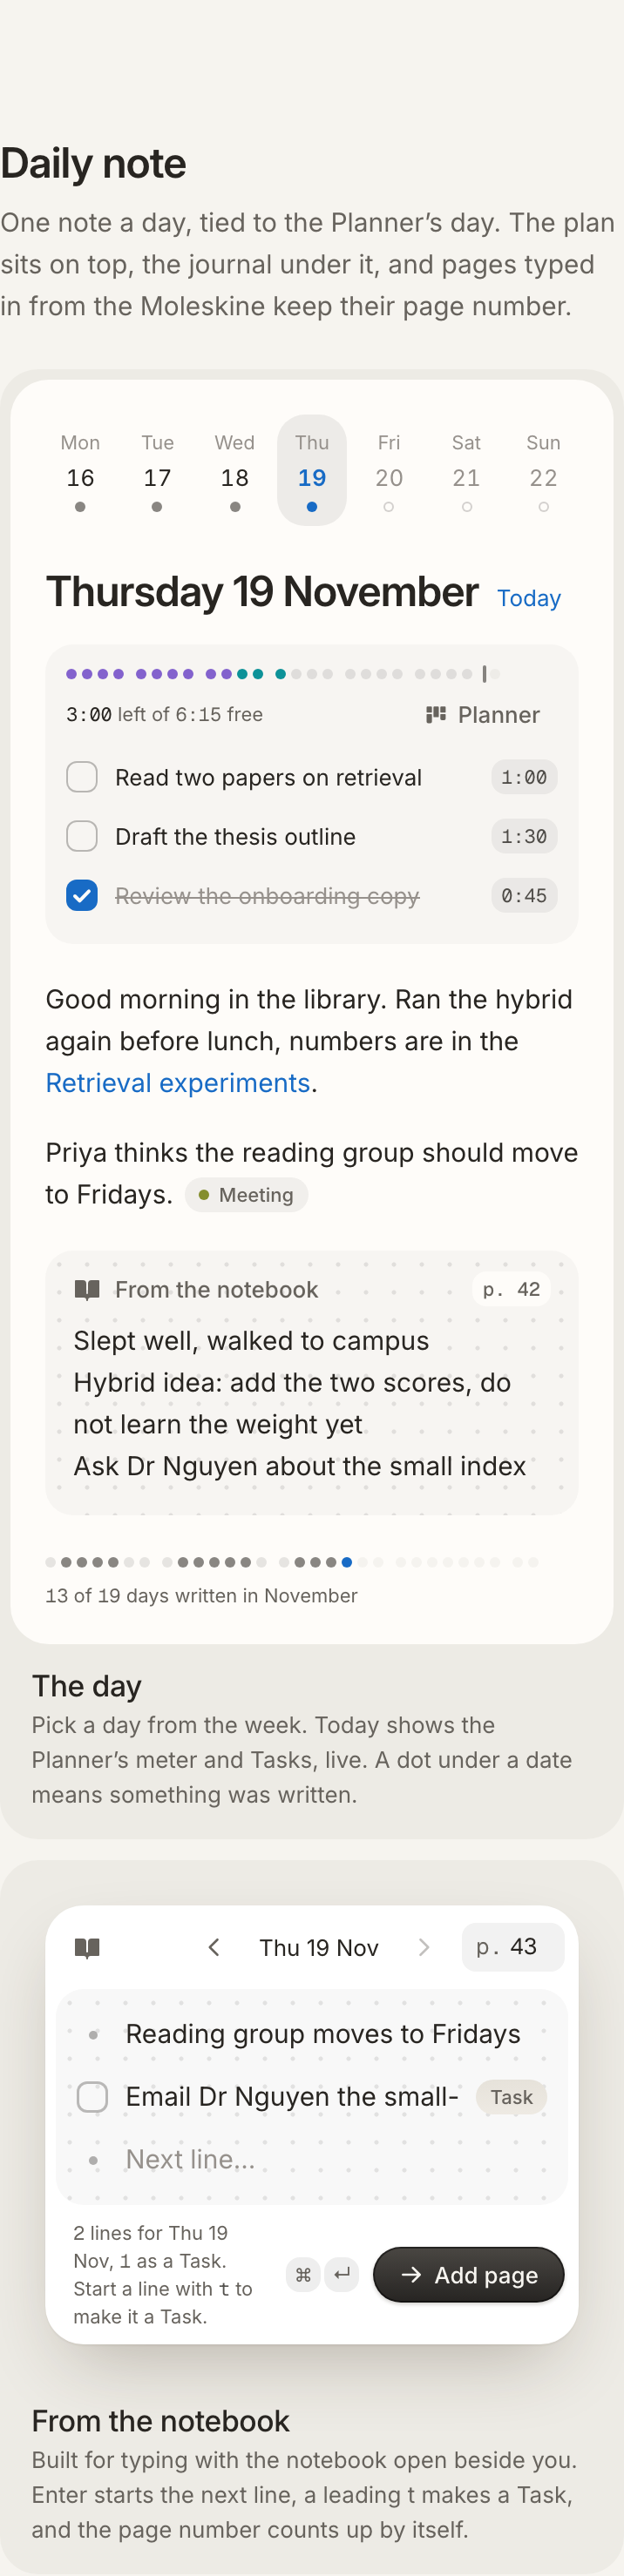 Daily note
One note a day, tied to the Planner’s day. The plan
sits on top, the journal under it, and pages typed
in from the Moleskine keep their page number.
Mon Tue Wed Thu Fri Sat Sun
16 17 18 19 20 21 22
Thursday 19 November Today
3:00 left of 6:15 free Planner
Read two papers on retrieval 1:00
Draft the thesis outline 1:30
Review the onboarding copy 0:45
Good morning in the library. Ran the hybrid
again before lunch, numbers are in the
Retrieval experiments.
Priya thinks the reading group should move
to Fridays. Meeting
From the notebook p. 42
Slept well, walked to campus
Hybrid idea: add the two scores, do
not learn the weight yet
Ask Dr Nguyen about the small index
13 of 19 days written in November
The day
Pick a day from the week. Today shows the
Planner’s meter and Tasks, live. A dot under a date
means something was written.
Thu 19 Nov p. 43
Reading group moves to Fridays
Email Dr Nguyen the small- Task
Next line...
2 lines for Thu 19
Nov, 1 as a Task.
Start a line with t to
make it a Task.
⌘ ↵ → Add page
From the notebook
Built for typing with the notebook open beside you.
Enter starts the next line, a leading t makes a Task,
and the page number counts up by itself.